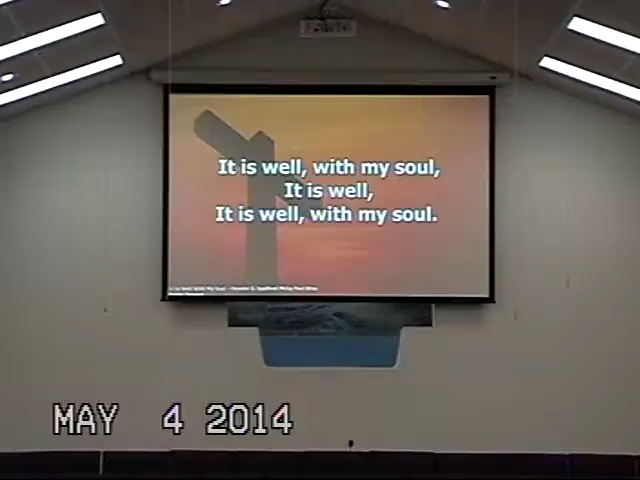 It is well, with my soul,
It is well,
It is well, with my soul.
MAY 4 2014